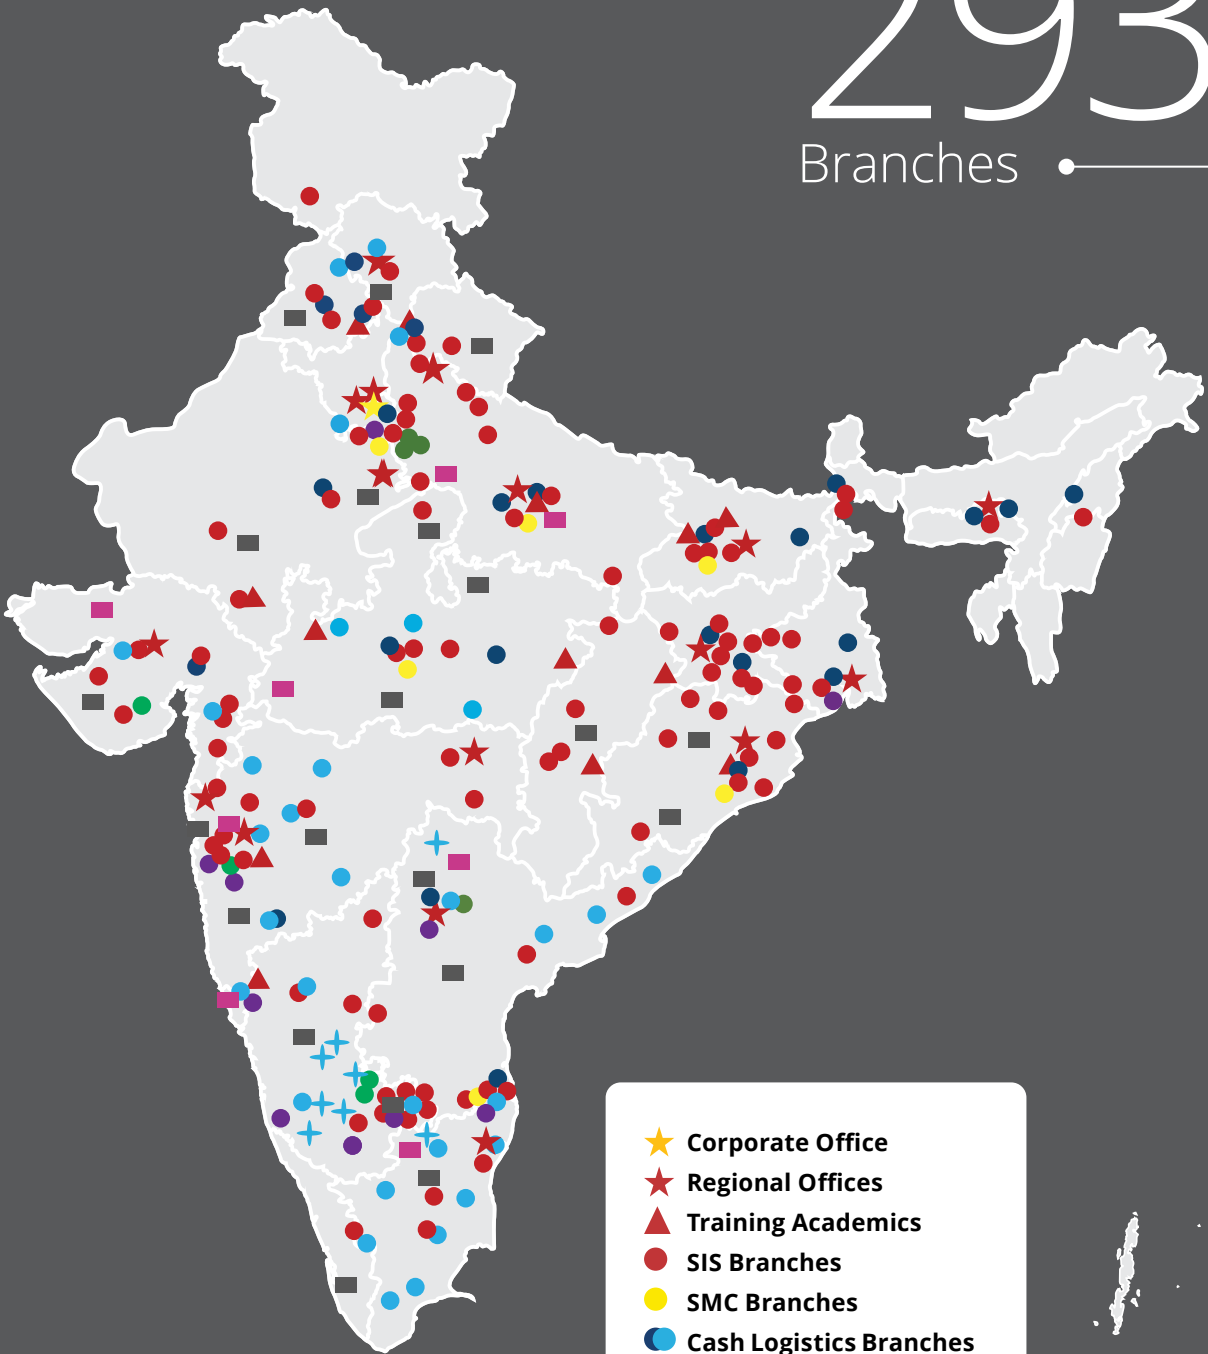 293
Branches
Corporate Office
Regional Offices
Training Academics
SIS Branches
SMC Branches
Cash Logistics Branches